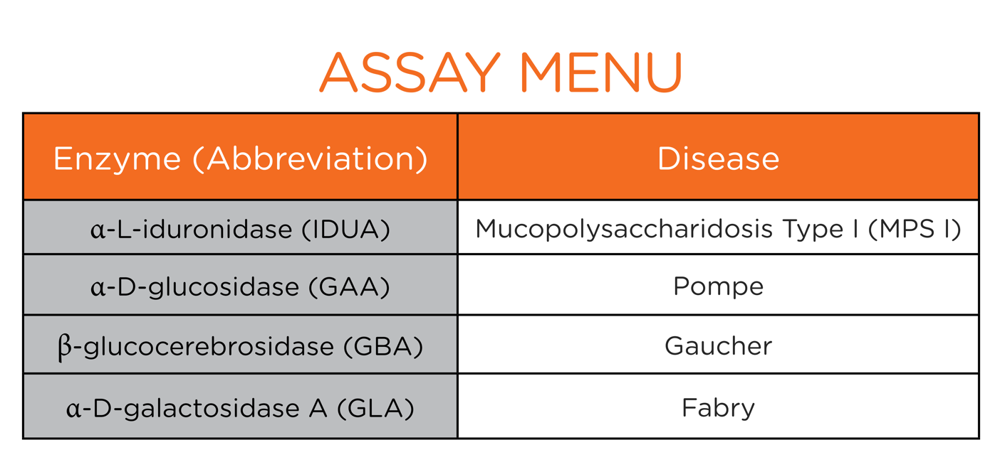 ASSAY MENU
Enzyme (Abbreviation) Disease
α-L-iduronidase (IDUA) Mucopolysaccharidosis Type I (MPS I)
α-D-glucosidase (GAA) Pompe
β-glucocerebrosidase (GBA) Gaucher
α-D-galactosidase A (GLA) Fabry